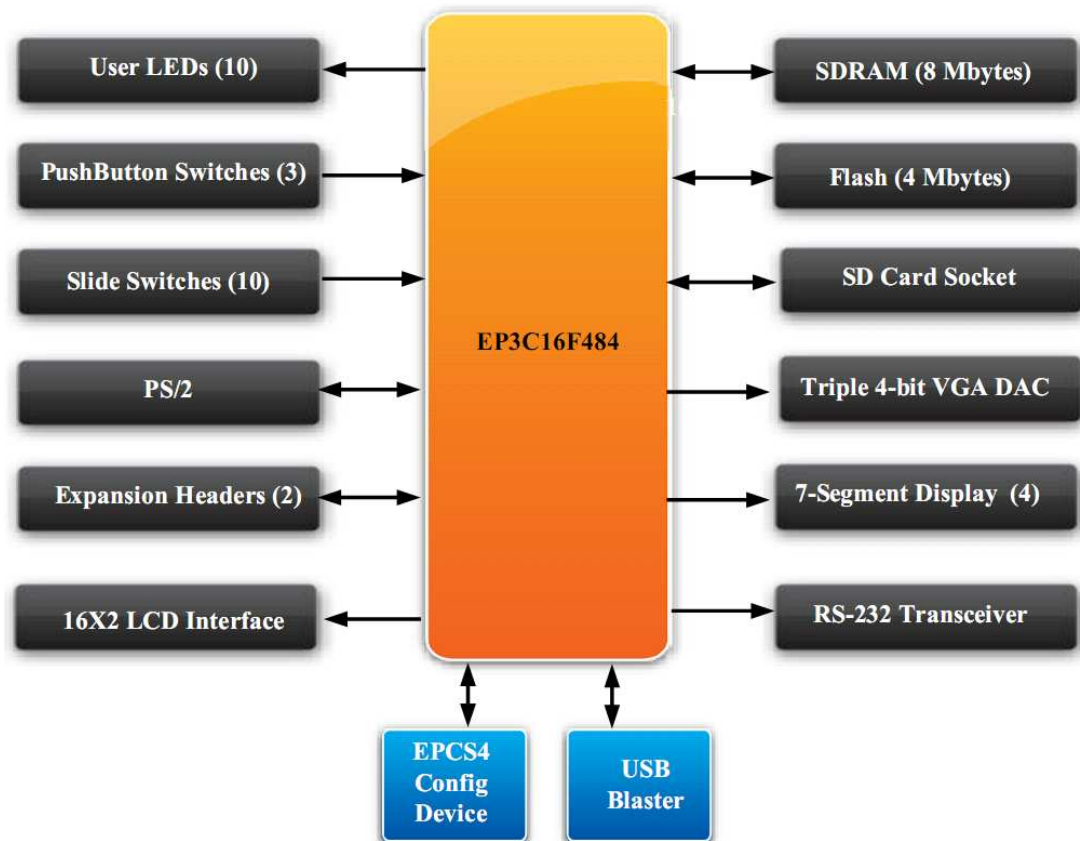 User LEDs (10)
PushButton Switches (3)
Slide Switches (10)
PS/2
Expansion Headers (2)
16X2 LCD Interface
EP3C16F484
SDRAM (8 Mbytes)
Flash (4 Mbytes)
SD Card Socket
Triple 4-bit VGA DAC
7-Segment Display (4)
RS-232 Transceiver
EPCS4
Config
Device
USB
Blaster